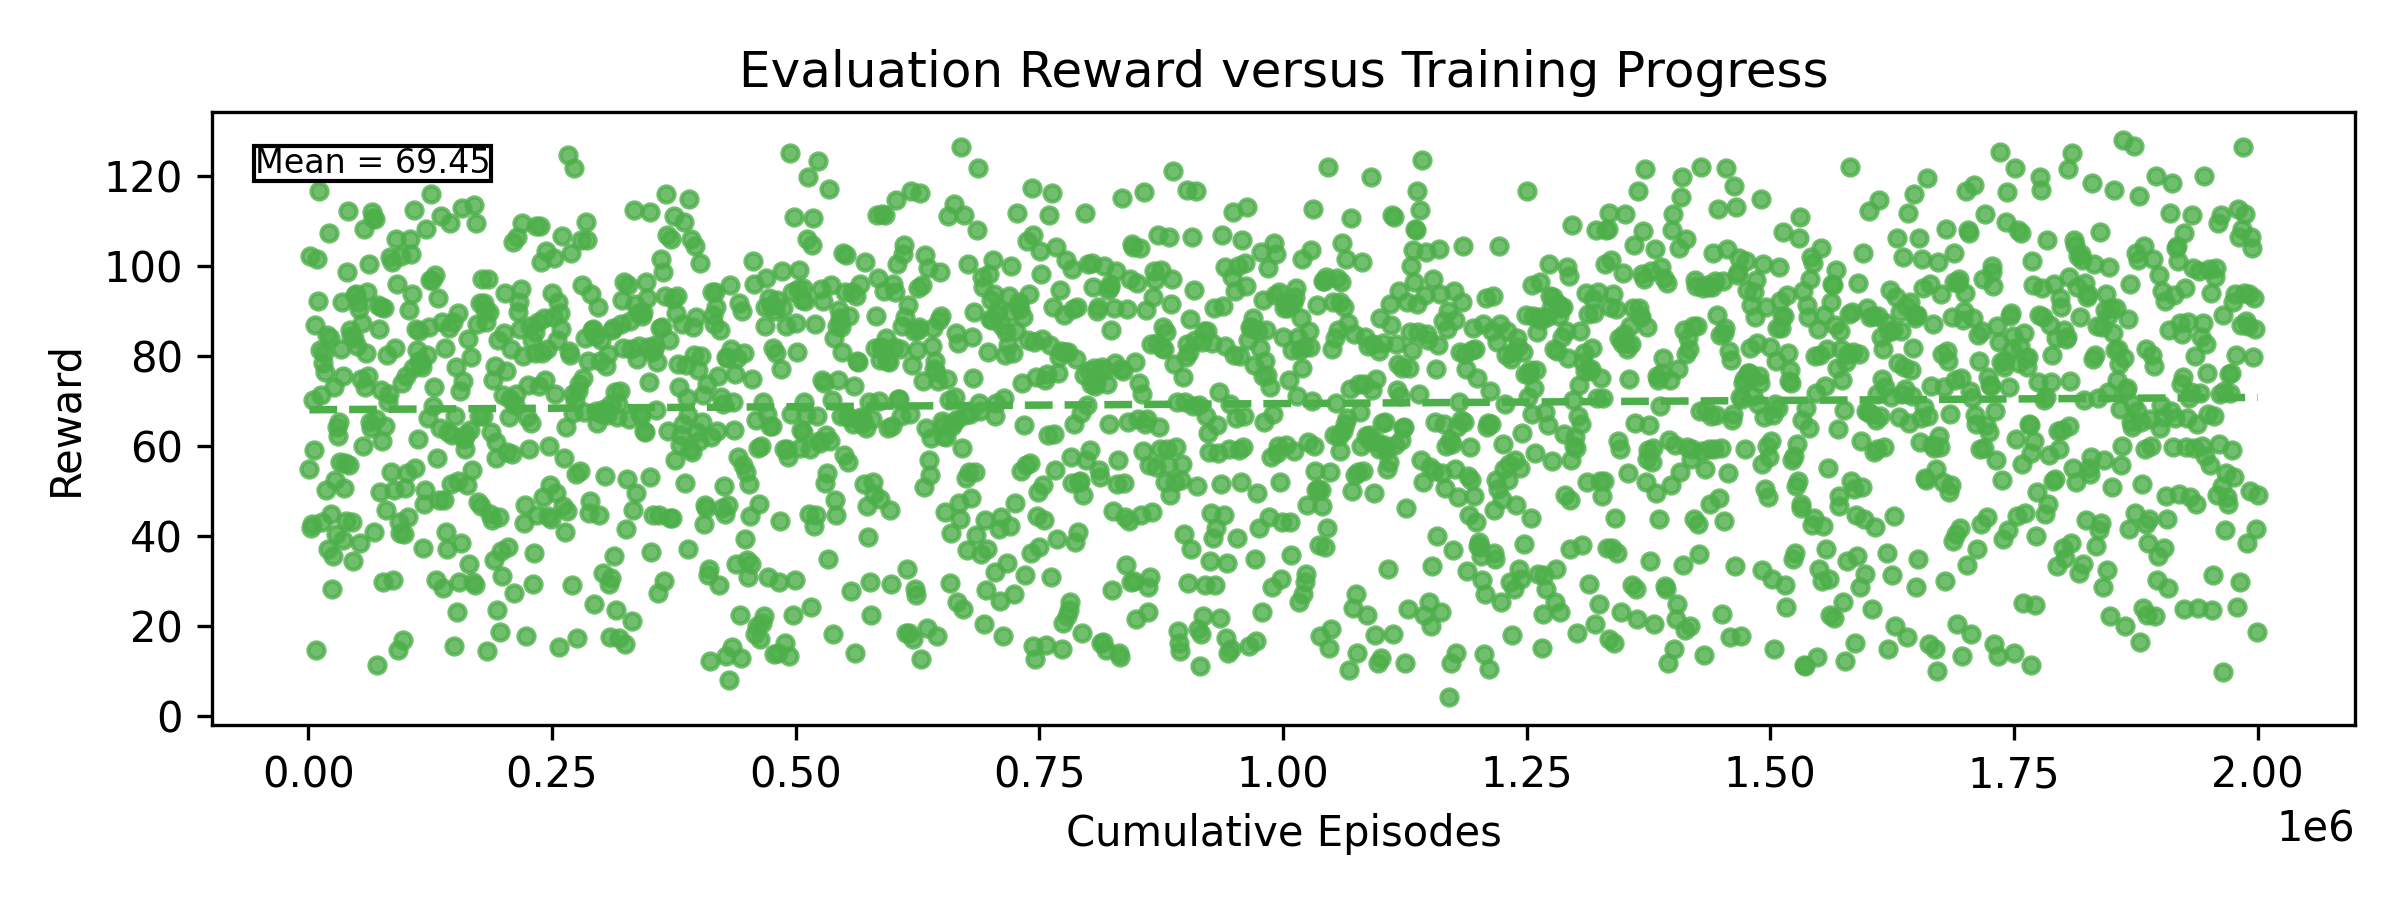 Evaluation Reward versus Training Progress
Mean = 69.45
120
100
80
60
40
20
0
Reward
0.00 0.25 0.50 0.75 1.00 1.25 1.50 1.75 2.00
1e6
Cumulative Episodes